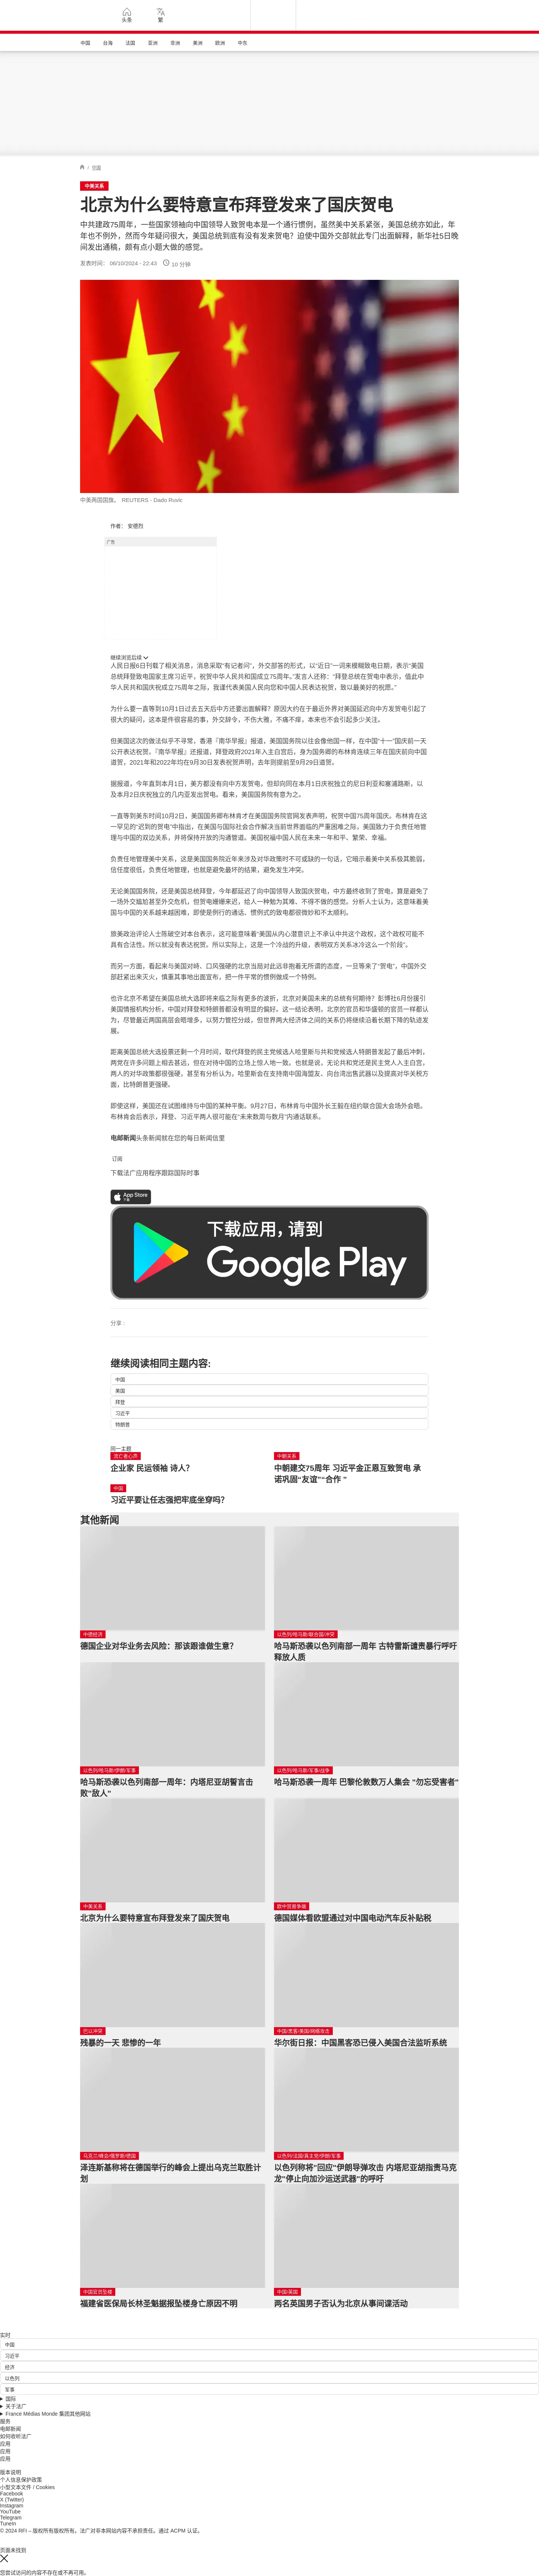 头条
繁
中国
台海
法国
亚洲
非洲
美洲
欧洲
中东
/ 中国
中美关系
北京为什么要特意宣布拜登发来了国庆贺电
中共建政75周年，一些国家领袖向中国领导人致贺电本是一个通行惯例，虽然美中关系紧张，美国总统亦如此，年
年也不例外，然而今年疑问很大，美国总统到底有没有发来贺电？迫使中国外交部就此专门出面解释，新华社5日晚
间发出通稿，颇有点小题大做的感觉。
发表时间： 06/10/2024 - 22:43 10 分钟
中美两国国旗。 REUTERS - Dado Ruvic
作者： 安德烈
广告
继续浏览后续
人民日报6日刊载了相关消息，消息采取“有记者问”，外交部答的形式，以“近日”一词来模糊致电日期，表示“美国
总统拜登致电国家主席习近平，祝贺中华人民共和国成立75周年。”发言人还称：“拜登总统在贺电中表示，值此中
华人民共和国庆祝成立75周年之际，我谨代表美国人民向您和中国人民表达祝贺，致以最美好的祝愿。”
为什么要一直等到10月1日过去五天后中方还要出面解释？原因大约在于最近外界对美国延迟向中方发贺电引起了
很大的疑问，这本是件很容易的事，外交辞令，不伤大雅，不痛不痒，本来也不会引起多少关注。
但美国这次的做法似乎不寻常，香港『南华早报』报道，美国国务院以往会像他国一样，在中国“十一”国庆前一天
公开表达祝贺。『南华早报』还报道，拜登政府2021年入主白宫后，身为国务卿的布林肯连续三年在国庆前向中国
道贺，2021年和2022年均在9月30日发表祝贺声明，去年则提前至9月29日道贺。
据报道，今年直到本月1日，美方都没有向中方发贺电，但却向同在本月1日庆祝独立的尼日利亚和塞浦路斯，以
及本月2日庆祝独立的几内亚发出贺电。看来，美国国务院有意为之。
一直等到美东时间10月2日，美国国务卿布林肯才在美国国务院官网发表声明，祝贺中国75周年国庆。布林肯在这
一罕见的“迟到的贺电”中指出，在美国与国际社会合作解决当前世界面临的严重困难之际，美国致力于负责任地管
理与中国的双边关系，并将保持开放的沟通管道。美国祝福中国人民在未来一年和平、繁荣、幸福。
负责任地管理美中关系，这是美国国务院近年来涉及对华政策时不可或缺的一句话，它暗示着美中关系极其脆弱，
信任度很低，负责任地管理，也就是避免最坏的结果，避免发生冲突。
无论美国国务院，还是美国总统拜登，今年都延迟了向中国领导人致国庆贺电，中方最终收到了贺电，算是避免了
一场外交尴尬甚至外交危机，但贺电姗姗来迟，给人一种勉为其难、不得不做的感觉。分析人士认为，这意味着美
国与中国的关系越来越困难，即使是例行的通话、惯例式的致电都很微妙和不太顺利。
旅美政治评论人士陈破空对本台表示，这可能意味着“美国从内心潜意识上不承认中共这个政权，这个政权可能不
具有合法性。所以就没有表达祝贺。所以实际上，这是一个冷战的升级，表明双方关系冰冷这么一个阶段”。
而另一方面，看起来与美国对峙、口风强硬的北京当局对此远非抱着无所谓的态度，一旦等来了“贺电”，中国外交
部赶紧出来灭火，慎重其事地出面宣布，把一件平常的惯例做成一个特例。
也许北京不希望在美国总统大选即将来临之际有更多的波折，北京对美国未来的总统有何期待？彭博社6月份援引
美国情报机构分析，中国对拜登和特朗普都没有明显的偏好。这一结论表明，北京的官员和华盛顿的官员一样都认
为，尽管最近两国高层会晤增多，以努力管控分歧，但世界两大经济体之间的关系仍将继续沿着长期下降的轨迹发
展。
距离美国总统大选投票还剩一个月时间，取代拜登的民主党候选人哈里斯与共和党候选人特朗普发起了最后冲刺，
两党在许多问题上相去甚远，但在对待中国的立场上惊人地一致。也就是说，无论共和党还是民主党人入主白宫，
两人的对华政策都很强硬，甚至有分析认为，哈里斯会在支持南中国海盟友、向台湾出售武器以及提高对华关税方
面，比特朗普更强硬。
即使这样，美国还在试图维持与中国的某种平衡。9月27日，布林肯与中国外长王毅在纽约联合国大会场外会晤。
布林肯会后表示，拜登、习近平两人很可能在“未来数周与数月”内通话联系。
电邮新闻头条新闻就在您的每日新闻信里
订阅
下载法广应用程序跟踪国际时事
App Store
下载
下载应用，请到
Google Play
分享 :
继续阅读相同主题内容:
中国
美国
拜登
习近平
特朗普
同一主题
流亡者心声
企业家 民运领袖 诗人？
中朝关系
中朝建交75周年 习近平金正恩互致贺电 承
诺巩固“友谊”“合作 ”
中国
习近平要让任志强把牢底坐穿吗？
其他新闻
中德经济
德国企业对华业务去风险：那该跟谁做生意？
以色列/哈马斯/联合国/冲突
哈马斯恐袭以色列南部一周年 古特雷斯谴责暴行呼吁
释放人质
以色列/哈马斯/伊朗/军事
哈马斯恐袭以色列南部一周年：内塔尼亚胡誓言击
败"敌人"
以色列/哈马斯/军事/战争
哈马斯恐袭一周年 巴黎伦敦数万人集会 "勿忘受害者"
中美关系
北京为什么要特意宣布拜登发来了国庆贺电
欧中贸易争端
德国媒体看欧盟通过对中国电动汽车反补贴税
巴以冲突
残暴的一天 悲惨的一年
中国/黑客/美国/网络攻击
华尔街日报：中国黑客恐已侵入美国合法监听系统
乌克兰/峰会/俄罗斯/德国
泽连斯基称将在德国举行的峰会上提出乌克兰取胜计
划
以色列/法国/真主党/伊朗/军事
以色列称将"回应"伊朗导弹攻击 内塔尼亚胡指责马克
龙"停止向加沙运送武器"的呼吁
中国官员坠楼
福建省医保局长林圣魁据报坠楼身亡原因不明
中国/英国
两名英国男子否认为北京从事间谍活动
实时
中国
习近平
经济
以色列
军事
国际
关于法广
France Médias Monde 集团其他网站
服务
电邮新闻
如何收听法广
应用
应用
应用
版本说明
个人信息保护政策
小型文本文件 / Cookies
Facebook
X (Twitter)
Instagram
YouTube
Telegram
TuneIn
© 2024 RFI – 版权所有版权所有。法广对非本网站内容不承担责任。通过 ACPM 认证。
页面未找到
您尝试访问的内容不存在或不再可用。